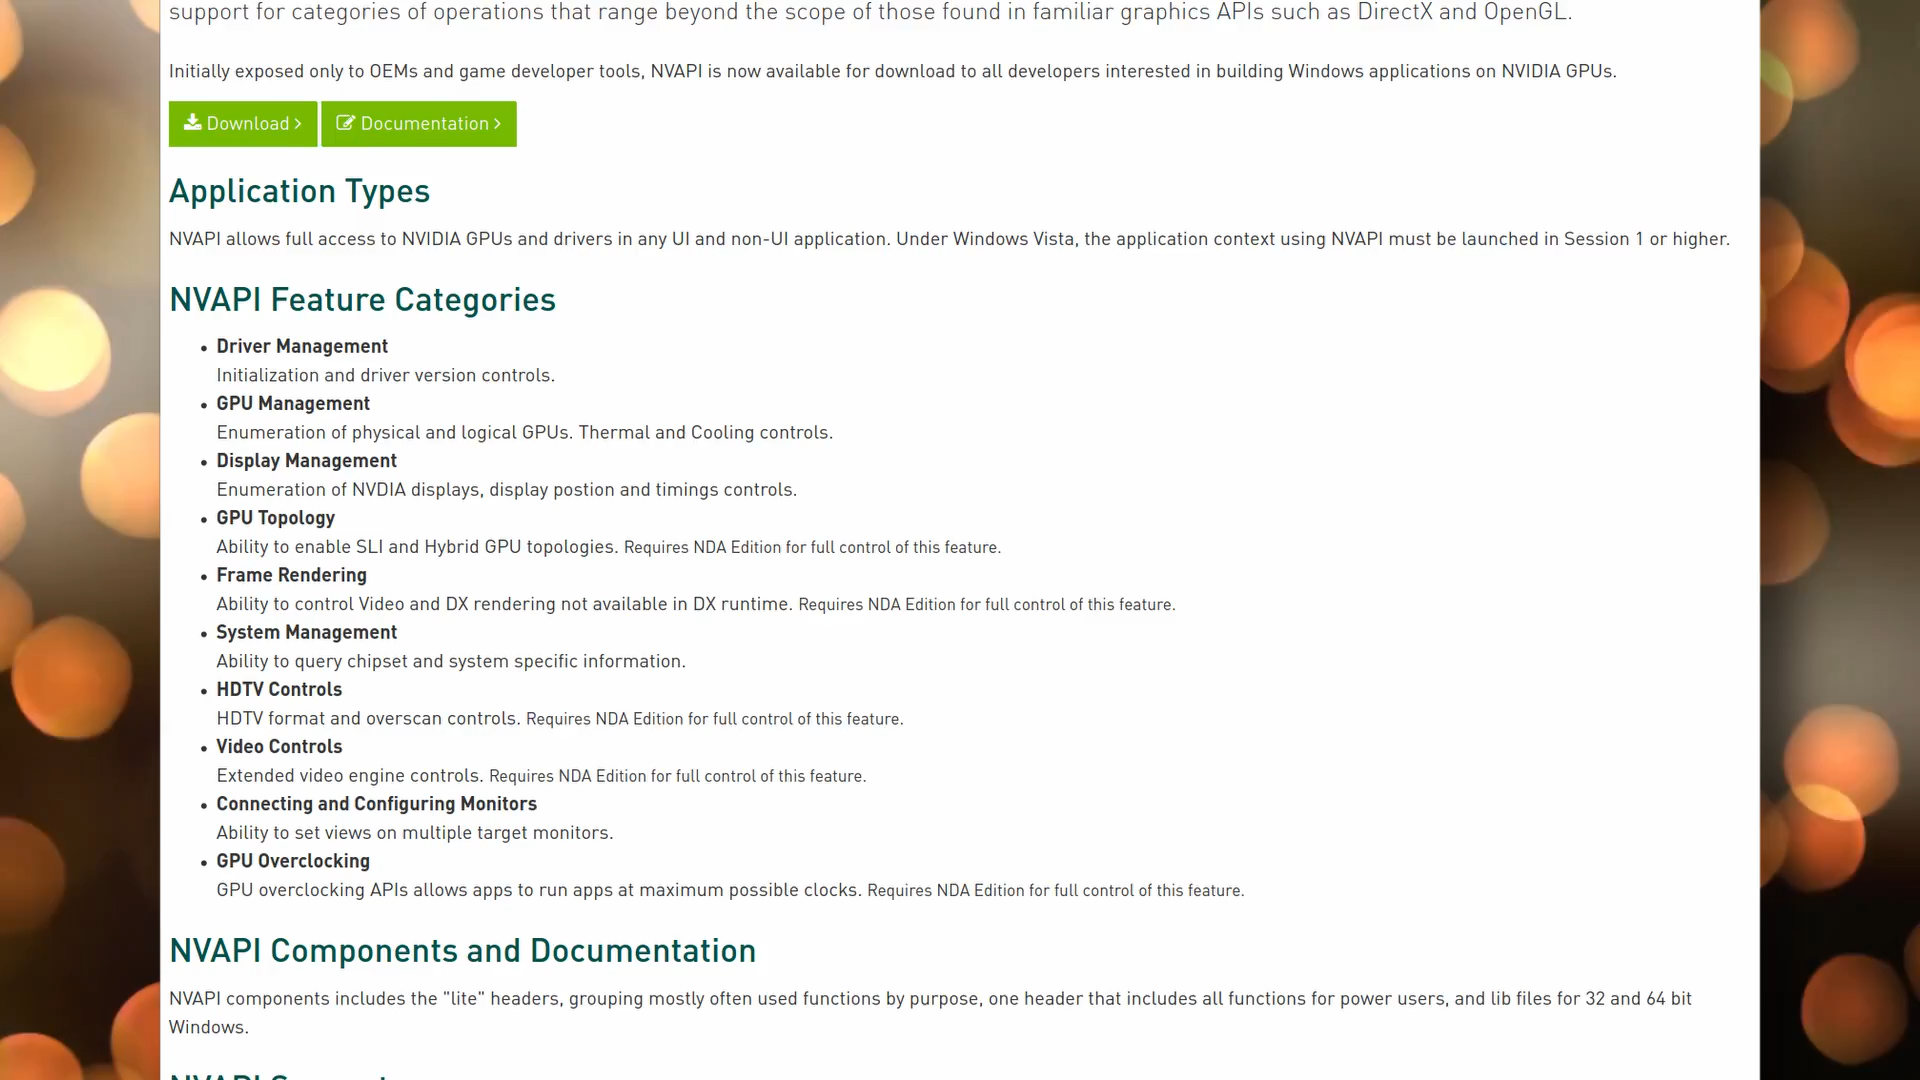 support for categories of operations that range beyond the scope of those found in familiar graphics APIs such as DirectX and OpenGL.
Initially exposed only to OEMs and game developer tools, NVAPI is now available for download to all developers interested in building Windows applications on NVIDIA GPUs.
Download > Documentation >
Application Types
NVAPI allows full access to NVIDIA GPUs and drivers in any UI and non-UI application. Under Windows Vista, the application context using NVAPI must be launched in Session 1 or higher.
NVAPI Feature Categories
• Driver Management
Initialization and driver version controls.
• GPU Management
Enumeration of physical and logical GPUs. Thermal and Cooling controls.
• Display Management
Enumeration of NVDIA displays, display postion and timings controls.
• GPU Topology
Ability to enable SLI and Hybrid GPU topologies. Requires NDA Edition for full control of this feature.
• Frame Rendering
Ability to control Video and DX rendering not available in DX runtime. Requires NDA Edition for full control of this feature.
• System Management
Ability to query chipset and system specific information.
• HDTV Controls
HDTV format and overscan controls. Requires NDA Edition for full control of this feature.
• Video Controls
Extended video engine controls. Requires NDA Edition for full control of this feature.
• Connecting and Configuring Monitors
Ability to set views on multiple target monitors.
• GPU Overclocking
GPU overclocking APIs allows apps to run apps at maximum possible clocks. Requires NDA Edition for full control of this feature.
NVAPI Components and Documentation
NVAPI components includes the "lite" headers, grouping mostly often used functions by purpose, one header that includes all functions for power users, and lib files for 32 and 64 bit
Windows.
NVAPI